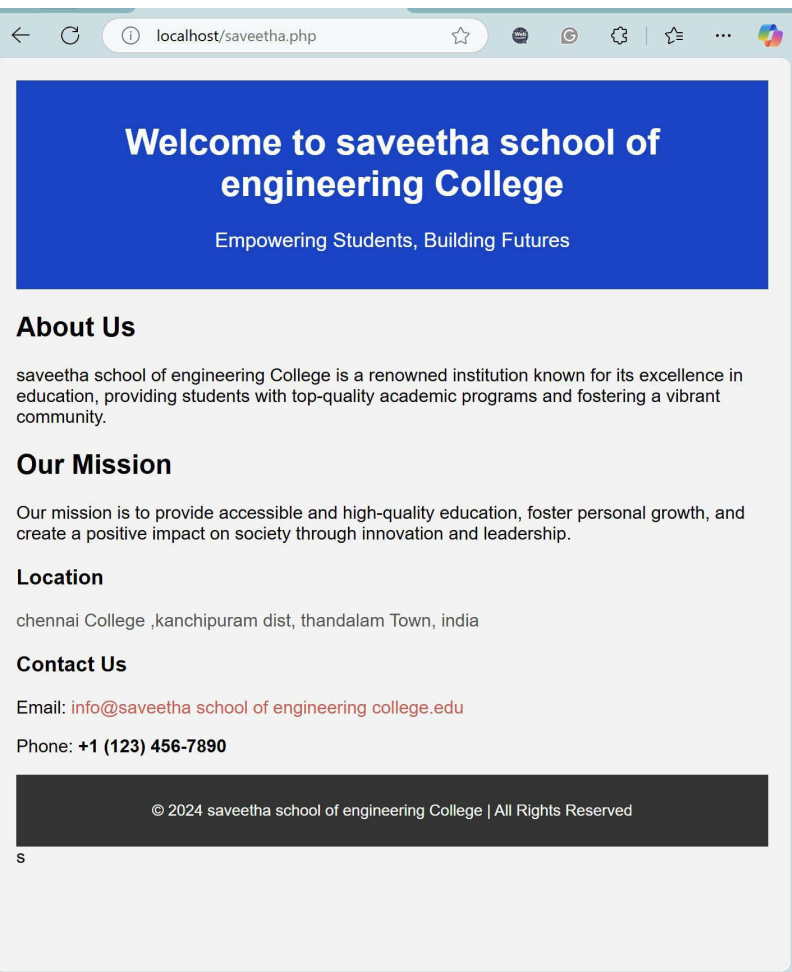 localhost/saveetha.php
Welcome to saveetha school of
engineering College
Empowering Students, Building Futures
About Us
saveetha school of engineering College is a renowned institution known for its excellence in
education, providing students with top-quality academic programs and fostering a vibrant
community.
Our Mission
Our mission is to provide accessible and high-quality education, foster personal growth, and
create a positive impact on society through innovation and leadership.
Location
chennai College ,kanchipuram dist, thandalam Town, india
Contact Us
Email: info@saveetha school of engineering college.edu
Phone: +1 (123) 456-7890
© 2024 saveetha school of engineering College | All Rights Reserved
s